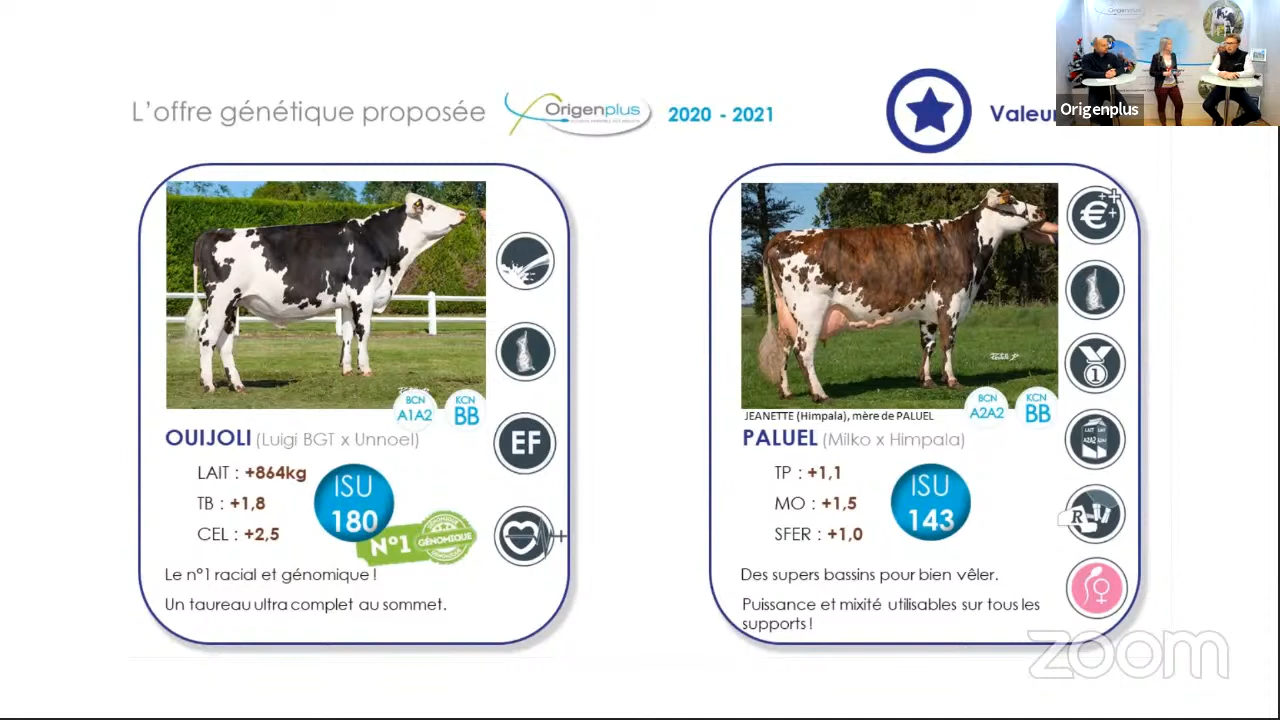 L'offre génétique proposée
Origenplus
2020 - 2021
Origenplus
BCN
A1A2
KCN
BB
OUIJOLI (Luigi BGT x Unnoel)
LAIT : +864kg
TB : +1,8
CEL : +2,5
ISU
180
N°1
GÉNOMIQUE
EF
++
Le n°1 racial et génomique !
Un taureau ultra complet au sommet.
€
++
1
LAIT
A2A2
R
JEANETTE (Himpala), mère de PALUEL
BCN
A2A2
KCN
BB
PALUEL (Milko x Himpala)
TP : +1,1
MO : +1,5
SFER : +1,0
ISU
143
Des supers bassins pour bien vêler.
Puissance et mixité utilisables sur tous les
supports !
zoom